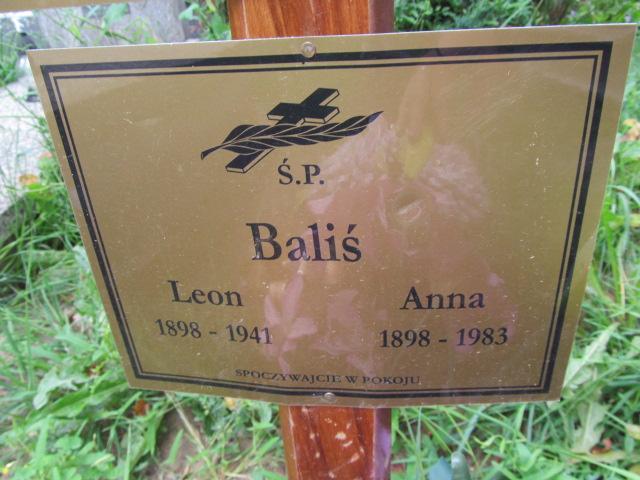 Ś.P.
Baliś
Leon Anna
1898 - 1941 1898 - 1983
SPOCZYWAJCIE W POKOJU